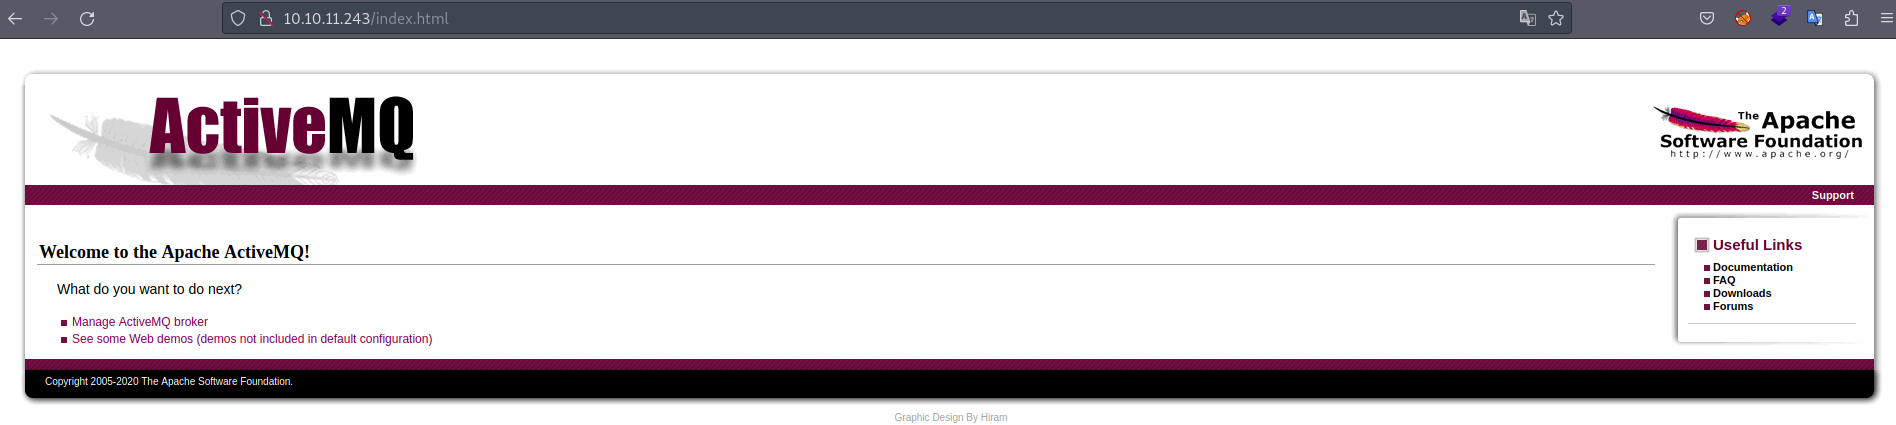 10.10.11.243/index.html
2
ActiveMQ
The Apache
Software Foundation
http://www.apache.org/
Support
Welcome to the Apache ActiveMQ!
What do you want to do next?
Manage ActiveMQ broker
See some Web demos (demos not included in default configuration)
Useful Links
Documentation
FAQ
Downloads
Forums
Copyright 2005-2020 The Apache Software Foundation.
Graphic Design By Hiram